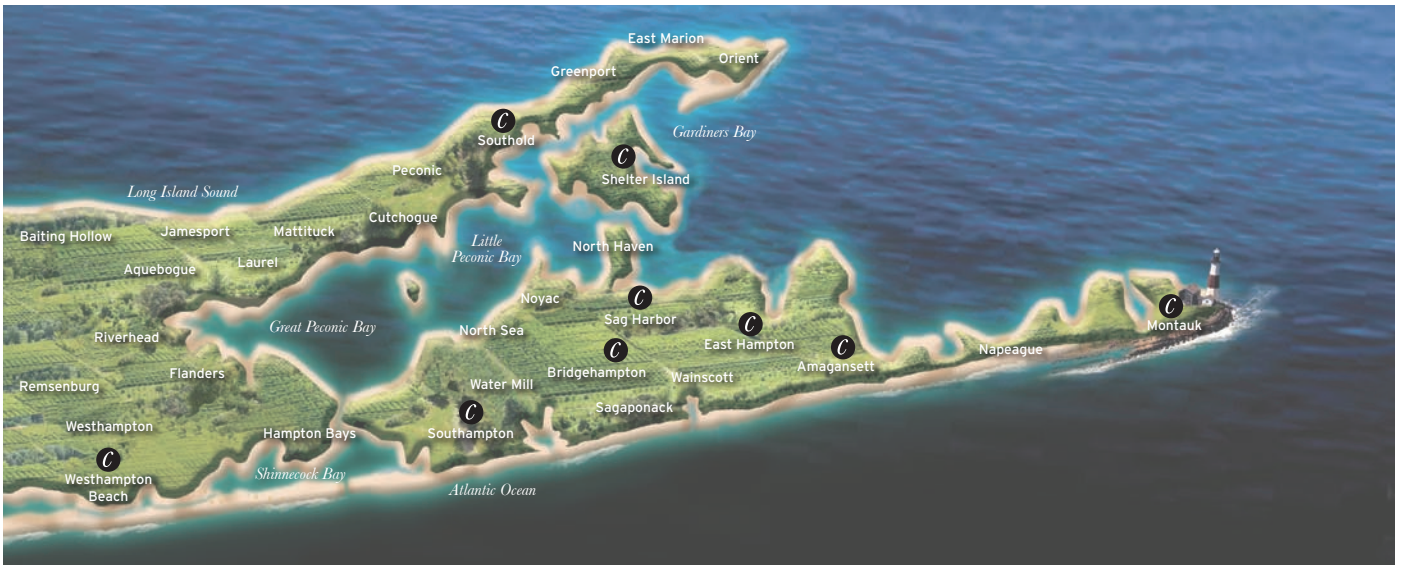 East Marion
Orient
Greenport
C
Southold
Gardiners Bay
C
Shelter Island
Peconic
Long Island Sound
Cutchogue
Baiting Hollow
Jamesport
Mattituck
Little
Peconic Bay
North Haven
Aquebogue
Laurel
Noyac
C
Sag Harbor
C
Montauk
Great Peconic Bay
Riverhead
North Sea
C
East Hampton
C
Amagansett
Napeague
C
Bridgehampton
Flanders
Remsenburg
Water Mill
Wainscott
Sagaponack
C
Southampton
Westhampton
Hampton Bays
C
Westhampton
Beach
Shinnecock Bay
Atlantic Ocean